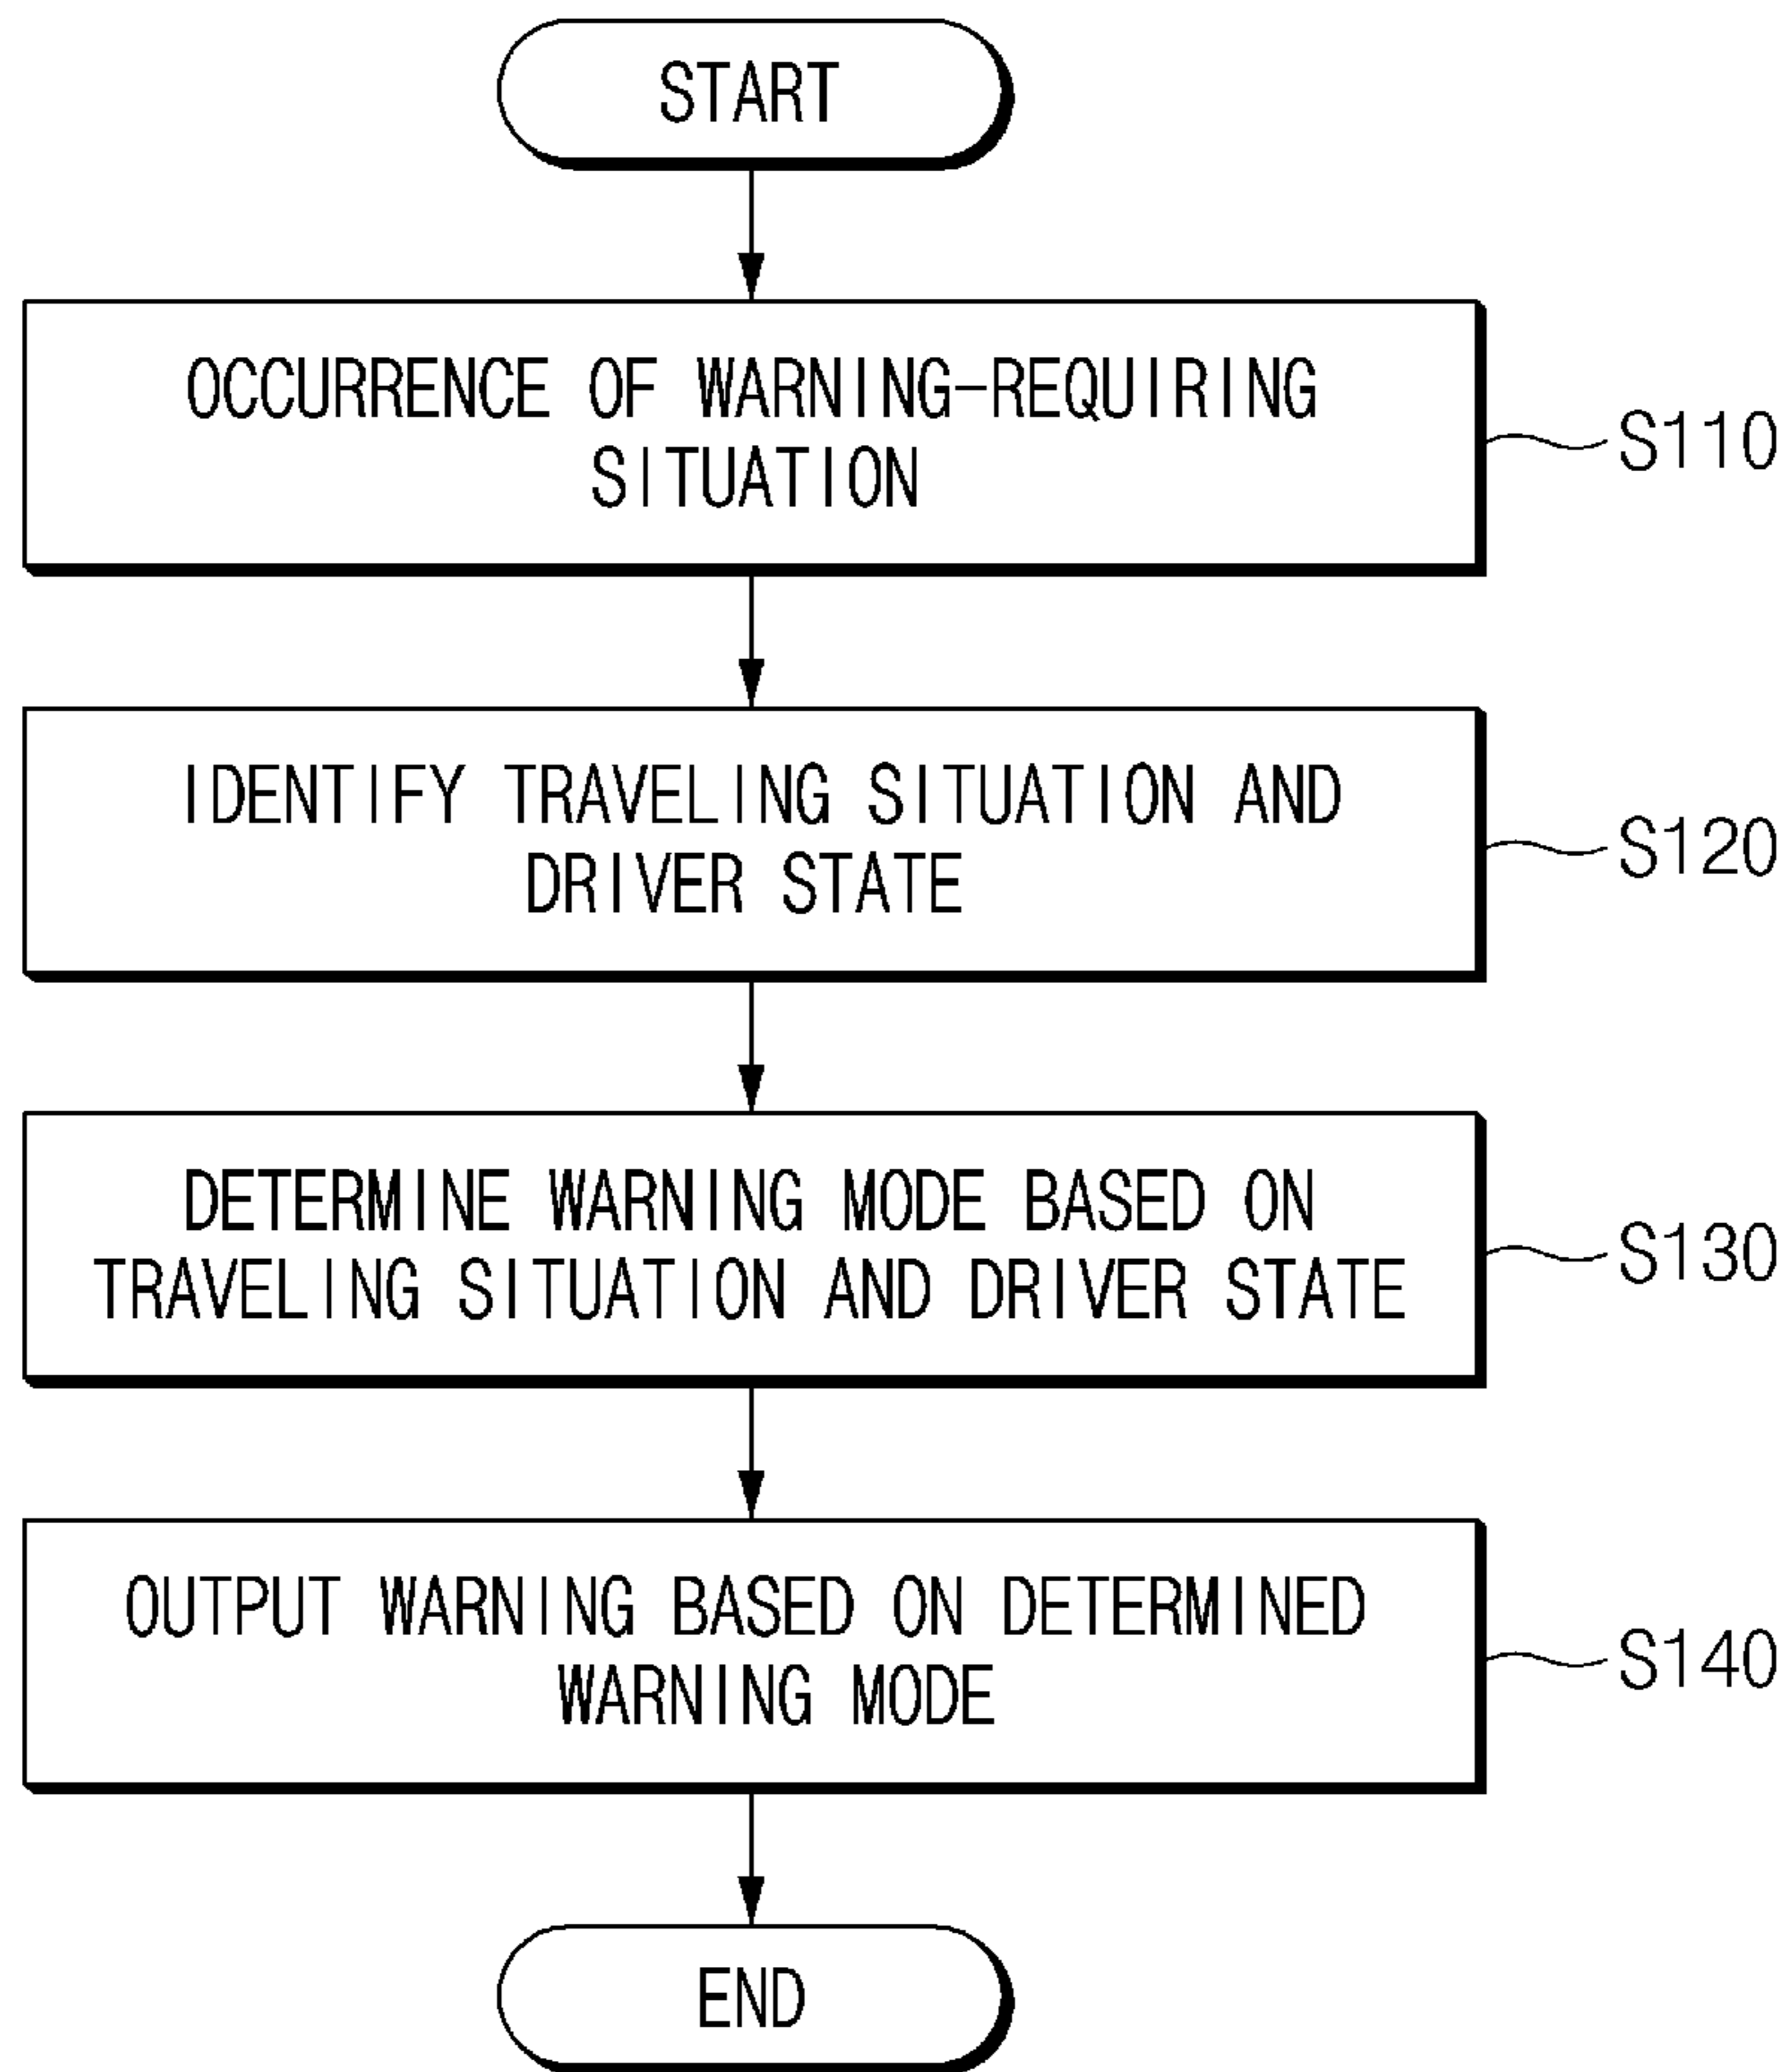 START
OCCURRENCE OF WARNING-REQUIRING
SITUATION
S110
IDENTIFY TRAVELING SITUATION AND
DRIVER STATE
S120
DETERMINE WARNING MODE BASED ON
TRAVELING SITUATION AND DRIVER STATE
S130
OUTPUT WARNING BASED ON DETERMINED
WARNING MODE
S140
END